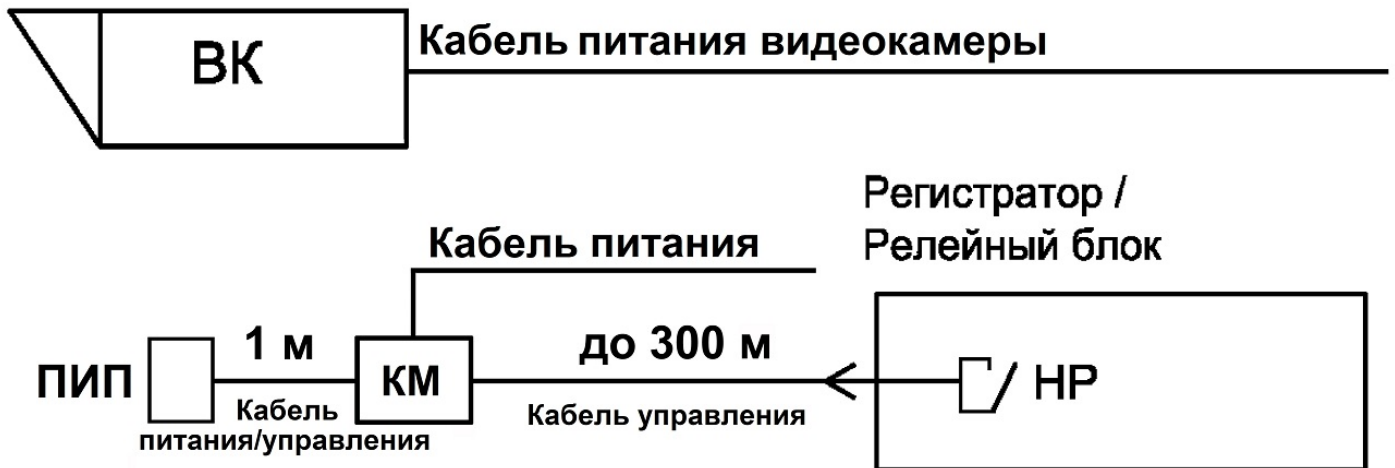 ВК
Кабель питания видеокамеры
Регистратор /
Релейный блок
Кабель питания
1 м
до 300 м
ПИП
КМ
НР
Кабель
питания/управления
Кабель управления